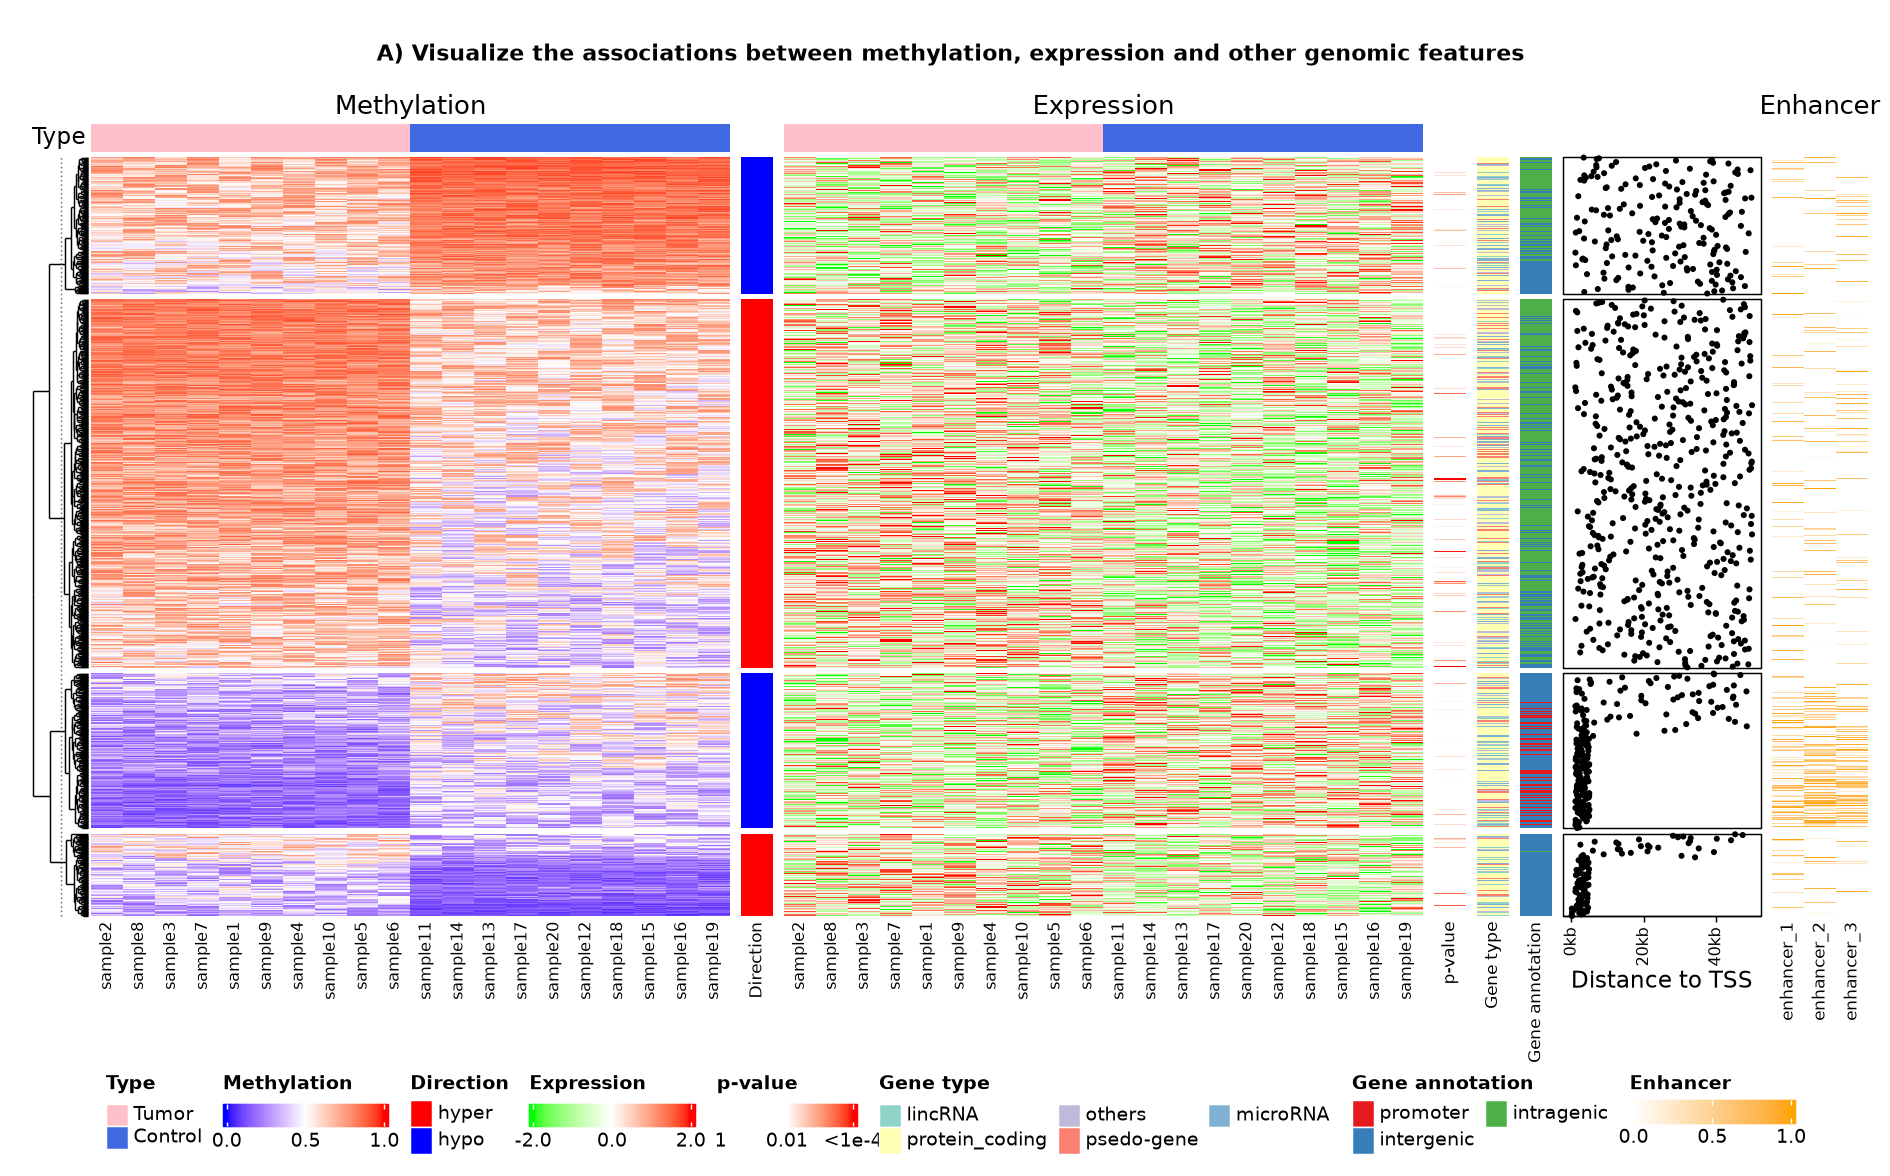 A) Visualize the associations between methylation, expression and other genomic features
Methylation
Expression
Enhancer
Type
sample2
sample8
sample3
sample7
sample1
sample9
sample4
sample10
sample5
sample6
sample11
sample14
sample13
sample17
sample20
sample12
sample18
sample15
sample16
sample19
Direction
sample2
sample8
sample3
sample7
sample1
sample9
sample4
sample10
sample5
sample6
sample11
sample14
sample13
sample17
sample20
sample12
sample18
sample15
sample16
sample19
p-value
Gene type
Gene annotation
0kb
20kb
40kb
Distance to TSS
enhancer_1
enhancer_2
enhancer_3
Type
Tumor
Control
Methylation
0.0 0.5 1.0
Direction
hyper
hypo
Expression
-2.0 0.0 2.0
p-value
1 0.01 <1e-4
Gene type
lincRNA others microRNA
protein_coding psedo-gene
Gene annotation
promoter intragenic
intergenic
Enhancer
0.0 0.5 1.0